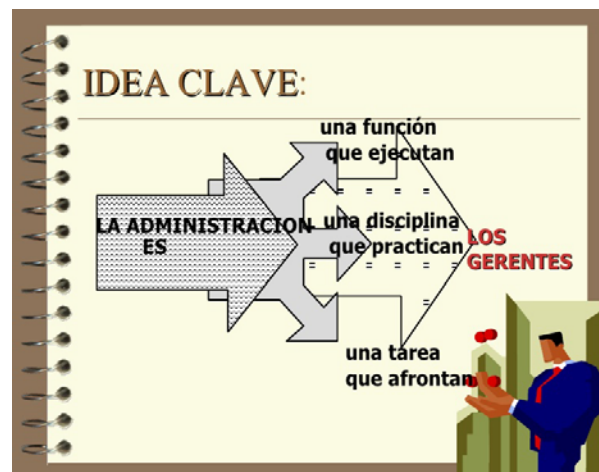 IDEA CLAVE:
una función
que ejecutan
LA ADMINISTRACION
ES
una disciplina
que practican
LOS
GERENTES
una tarea
que afrontan